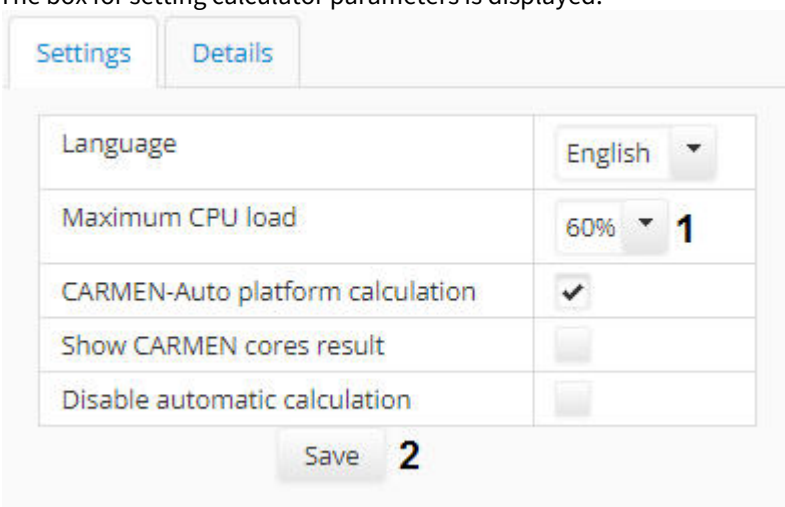 The box for setting calculator parameters is displayed.
Settings Details
Language English
Maximum CPU load 60% 1
CARMEN-Auto platform calculation
Show CARMEN cores result
Disable automatic calculation
Save 2